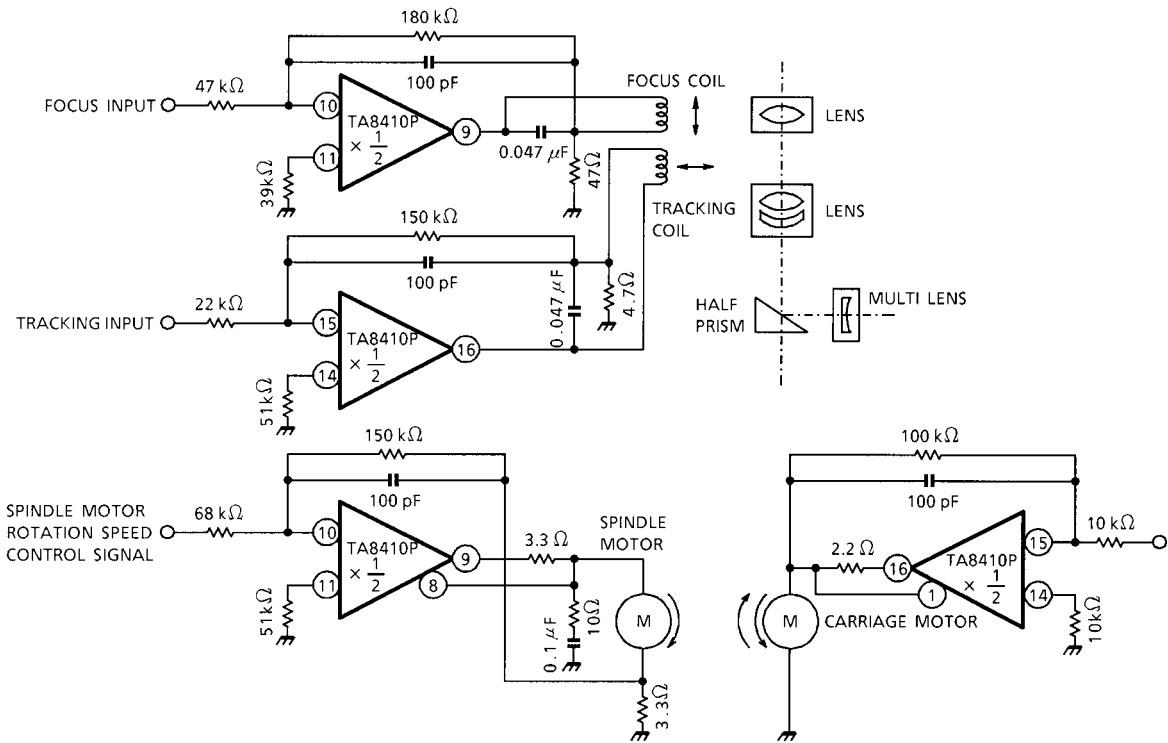 180 kΩ
100 pF
47 kΩ
FOCUS INPUT
10
TA8410P
× 1/2
9
11
39kΩ
0.047 μF
47Ω
FOCUS COIL
LENS
TRACKING
COIL
LENS
HALF
PRISM
MULTI LENS
150 kΩ
100 pF
22 kΩ
TRACKING INPUT
15
TA8410P
× 1/2
16
14
51kΩ
0.047 μF
4.7Ω
150 kΩ
100 pF
SPINDLE MOTOR
ROTATION SPEED
CONTROL SIGNAL
68 kΩ
10
TA8410P
× 1/2
9
8
11
51kΩ
3.3 Ω
SPINDLE
MOTOR
10Ω
0.1 μF
M
3.3Ω
100 kΩ
100 pF
10 kΩ
15
TA8410P
× 1/2
16
1
14
2.2 Ω
M
CARRIAGE MOTOR
10kΩ